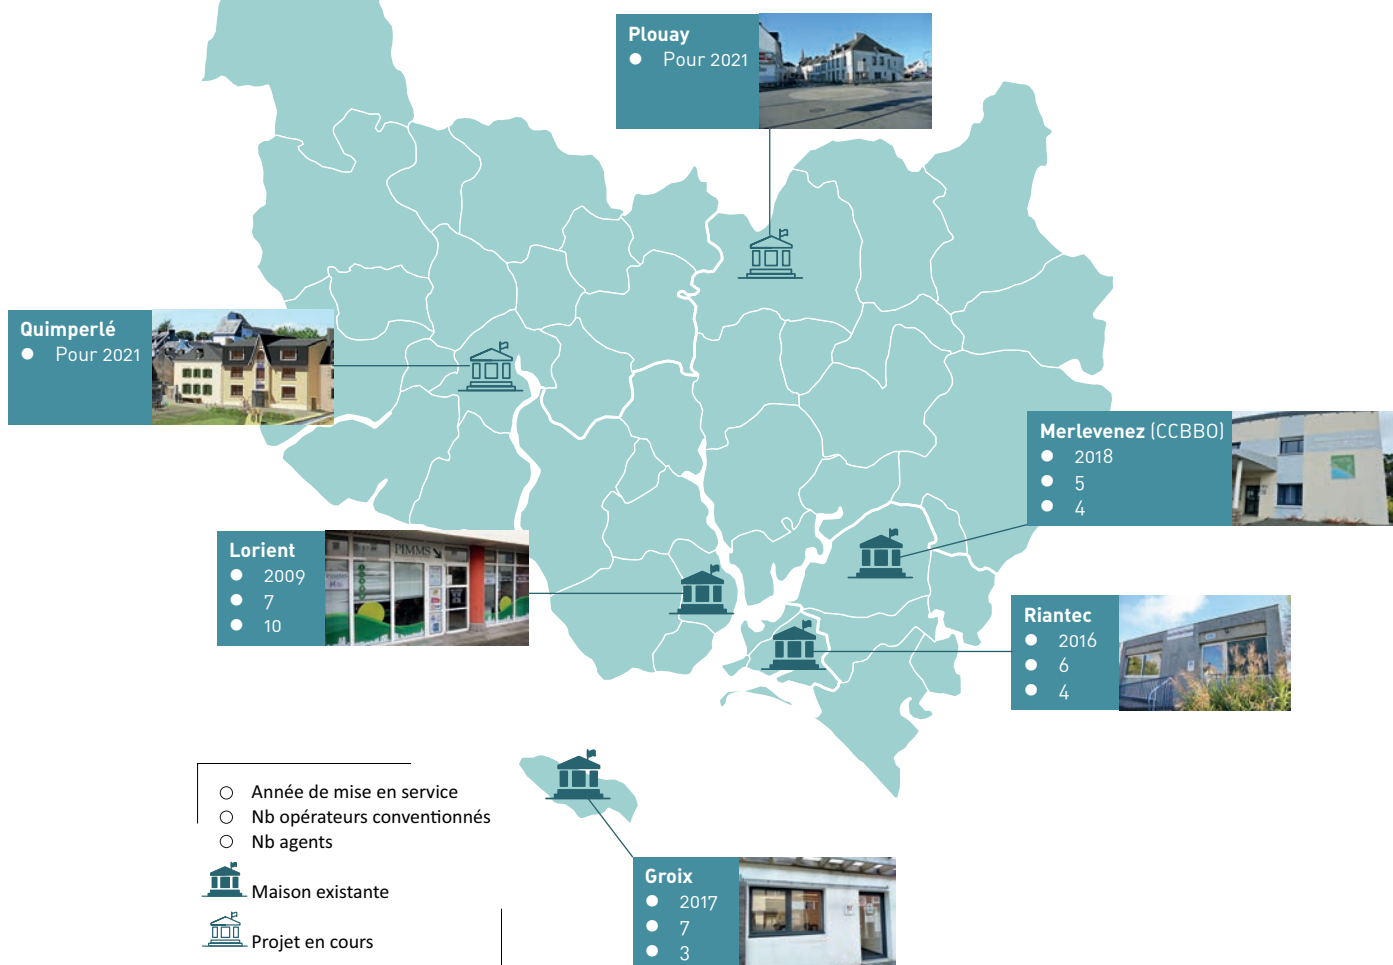 Plouay
Pour 2021
Quimperlé
Pour 2021
Merlevenez (CCBBO)
2018
5
4
Lorient
2009
7
10
PIMMS
Riantec
2016
6
4
Année de mise en service
Nb opérateurs conventionnés
Nb agents
Maison existante
Projet en cours
Groix
2017
7
3